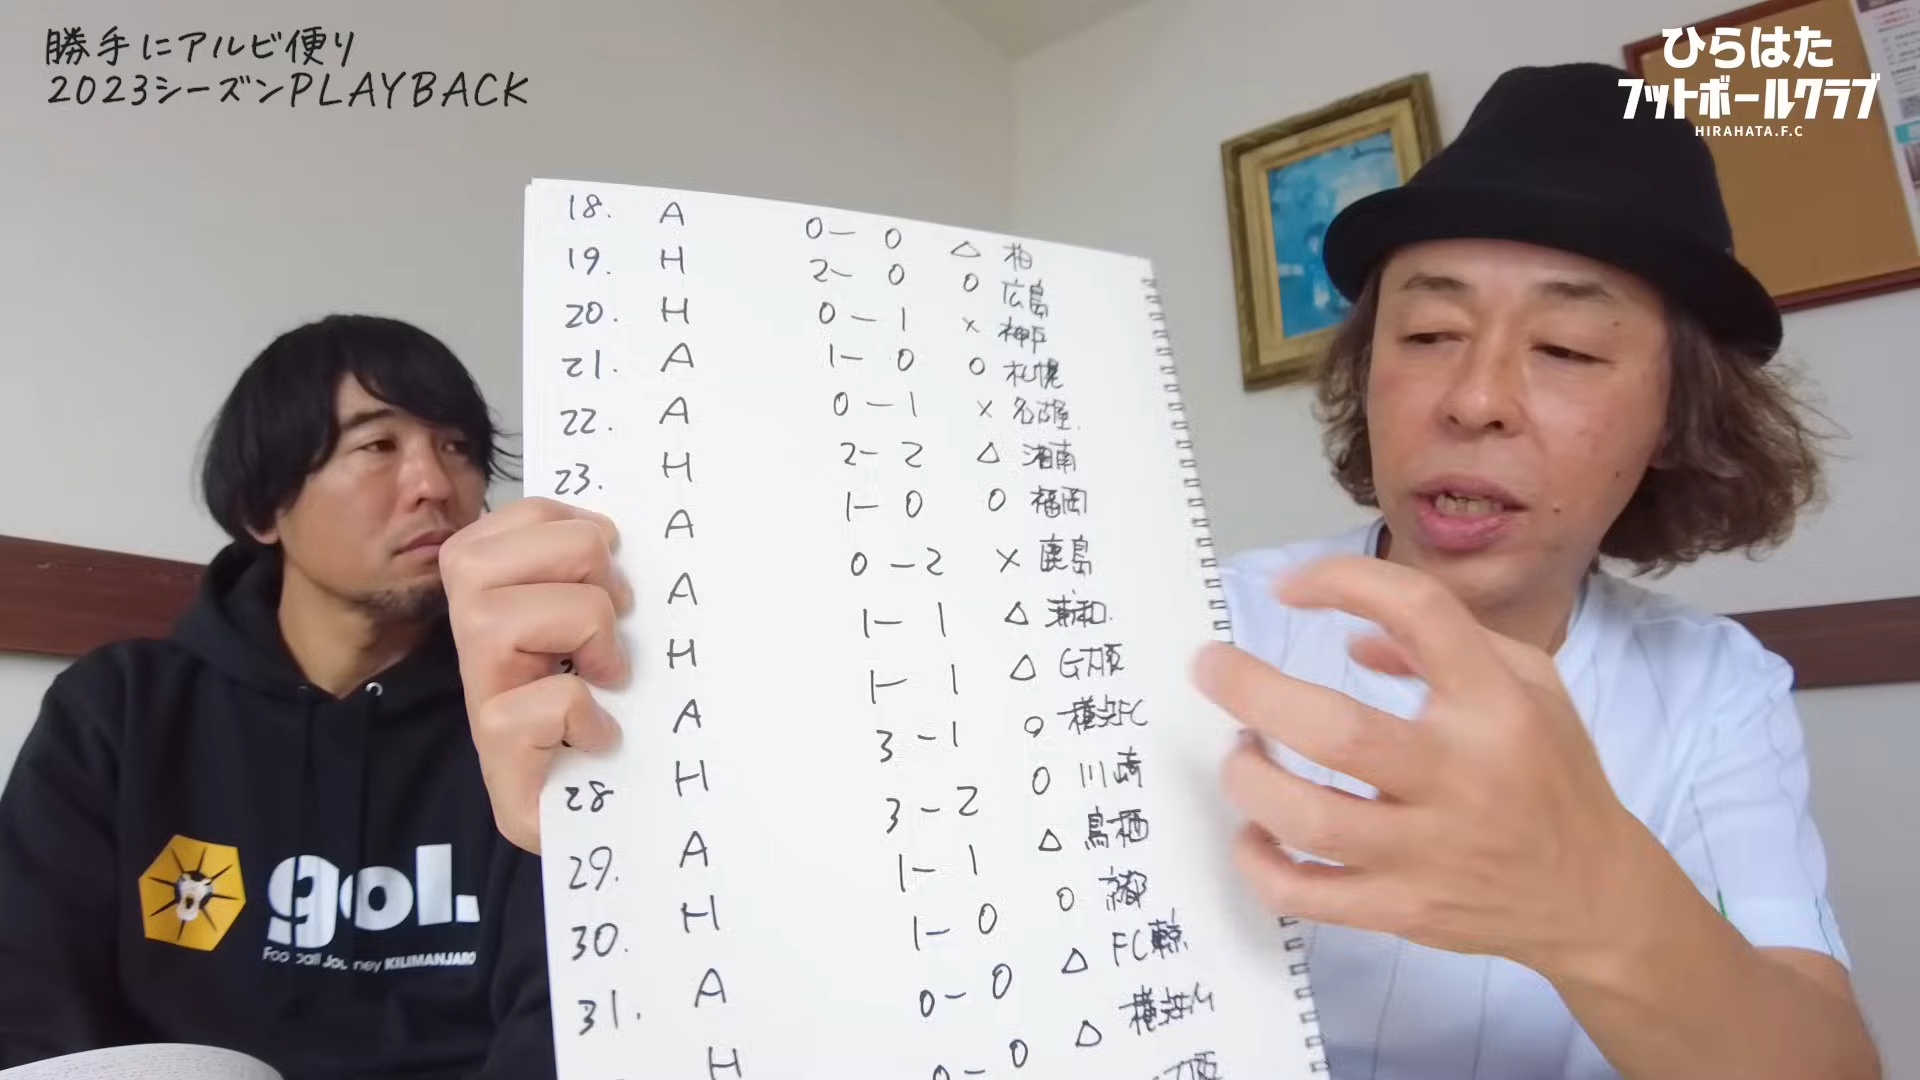 勝手にアルビ便り
2023シーズンPLAYBACK
ひらはた
フットボールクラブ
HIRAHATA.F.C
18. A 0-0 △ 柏
19. H 2-0 ○ 広島
20. H 0-1 × 神戸
21. A 1-0 ○ 札幌
22. A 0-1 × 名古屋.
23. H 2-2 △ 湘南
A 1-0 ○ 福岡
A 0-2 × 鹿島
H 1-1 △ 浦和.
A 1-1 △ G大阪
28 H 3-1 ○ 横浜FC
29. A 3-2 ○ 川崎
30. H 1-1 △ 鳥栖
31. A 1-0 ○ 京都
H 0-0 △ FC東京
0-0 △ 横浜M
gol.
Football Journey KILIMANJARO